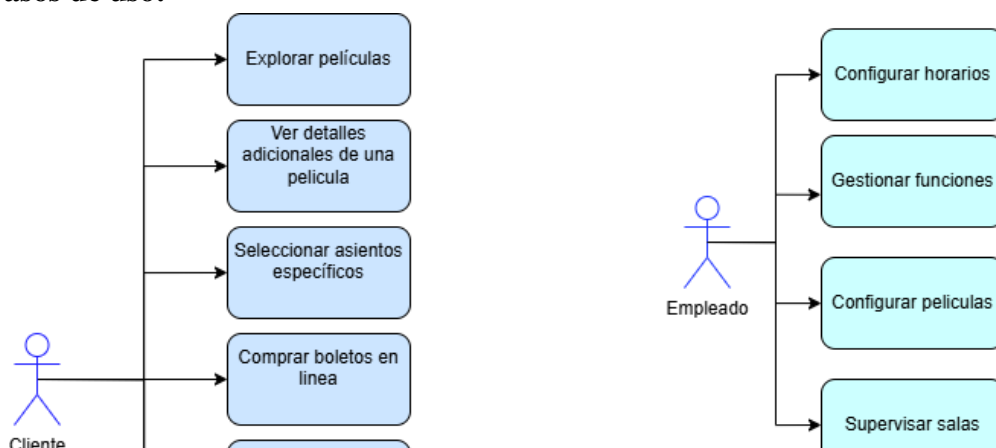 asos de uso.
Explorar películas
Ver detalles
adicionales de una
pelicula
Seleccionar asientos
específicos
Comprar boletos en
linea
Cliente
Configurar horarios
Gestionar funciones
Configurar peliculas
Supervisar salas
Empleado